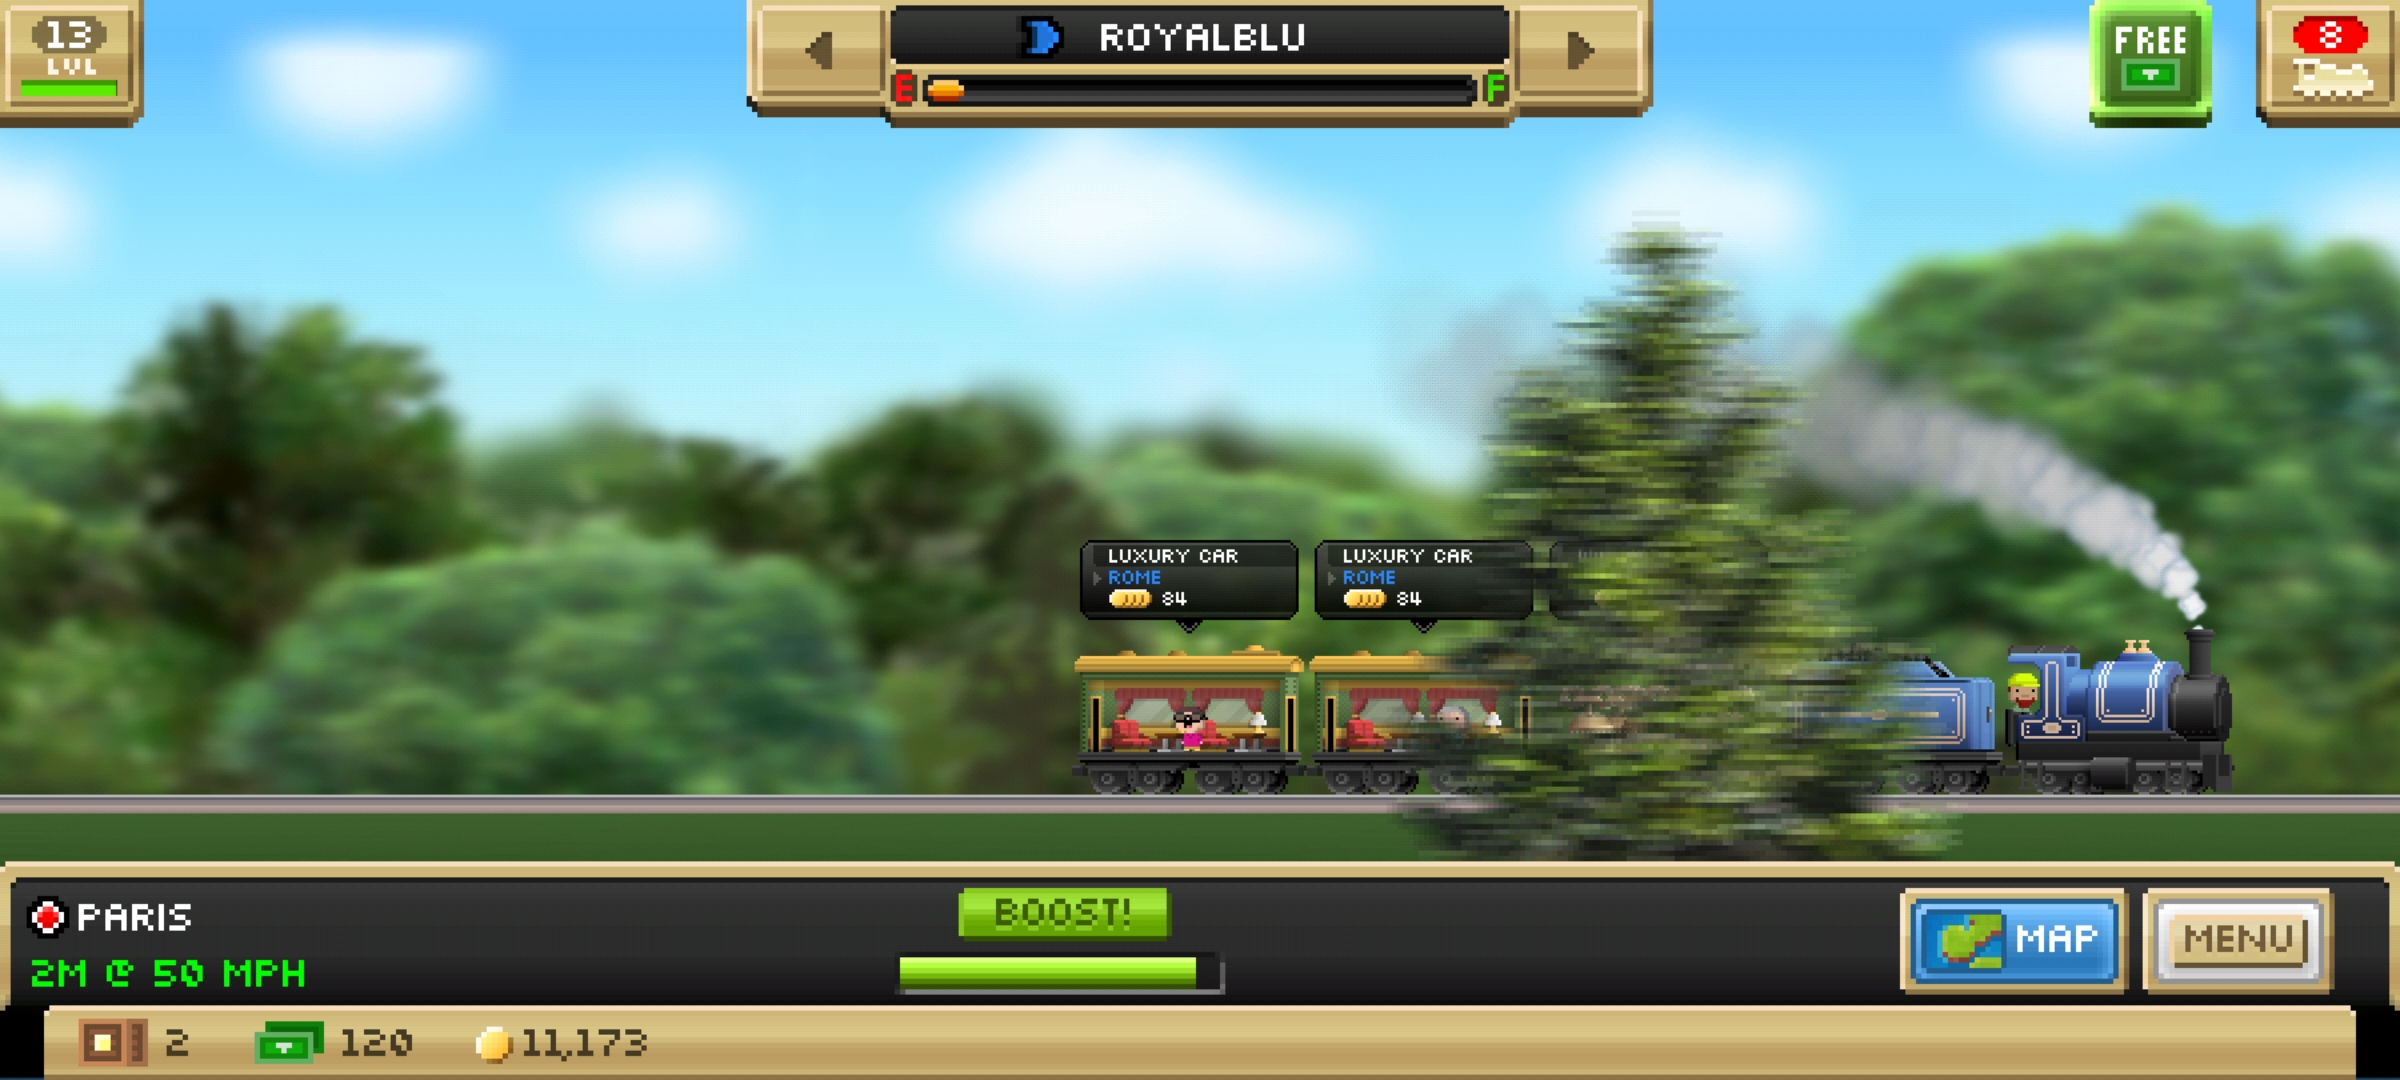 13
LVL
ROYALBLU
E F
FREE
8
LUXURY CAR
ROME
84
LUXURY CAR
ROME
84
PARIS
2M @ 50 MPH
BOOST!
MAP
MENU
2
120
11,173